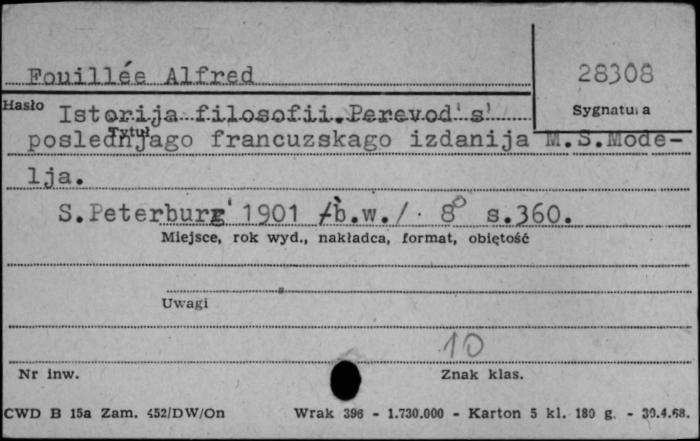 Fouillée Alfred
28308
Hasło
Sygnatura
Istorija filosofii. Perevod's'
Tytuł
poslednjago francuzskago izdanija M.S.Mode-
lja.
S.Peterburg' 1901 /b.w./ 8° s.360.
Miejsce, rok wyd., nakładca, format, obiętość
Uwagi
10
Nr inw.
Znak klas.
CWD B 15a Zam. 452/DW/On Wrak 396 - 1.730.000 - Karton 5 kl. 180 g. - 30.4.68.